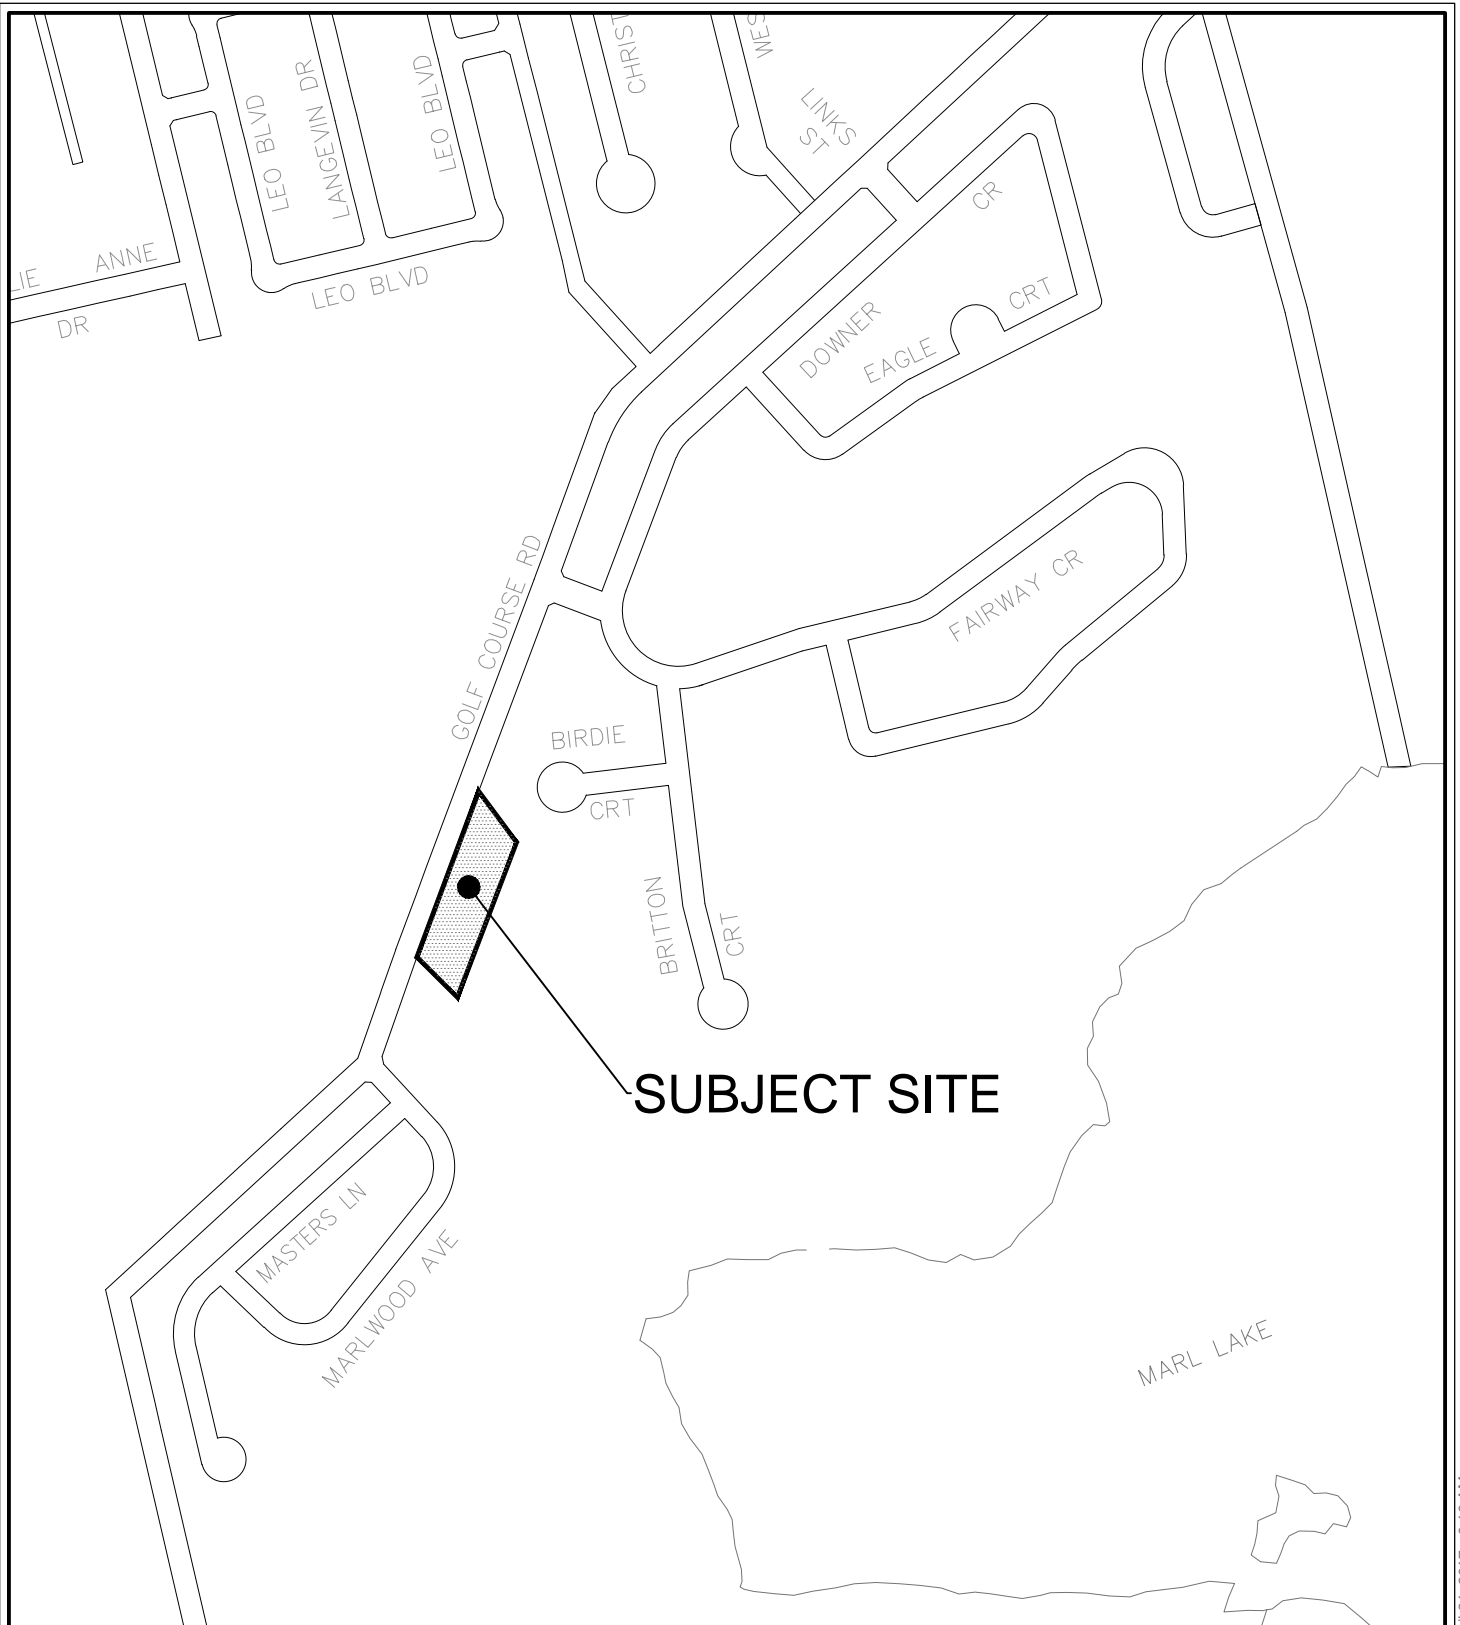 CHRIST
WES
LINKS
ST
LEO BLVD
LANGEVIN DR
LEO BLVD
LIE ANNE
DR
LEO BLVD
CR
DOWNER
EAGLE CRT
GOLF COURSE RD
FAIRWAY CR
BIRDIE
CRT
BRITTON
CRT
SUBJECT SITE
MASTERS LN
MARLWOOD AVE
MARL LAKE